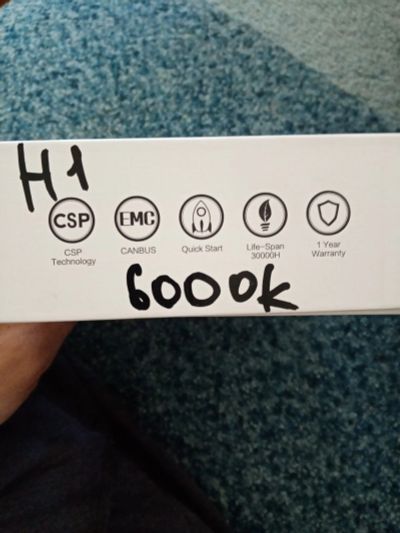 H1
CSP
EMC
CSP
Technology
CANBUS
Quick Start
Life-Span
30000H
1 Year
Warranty
6000k